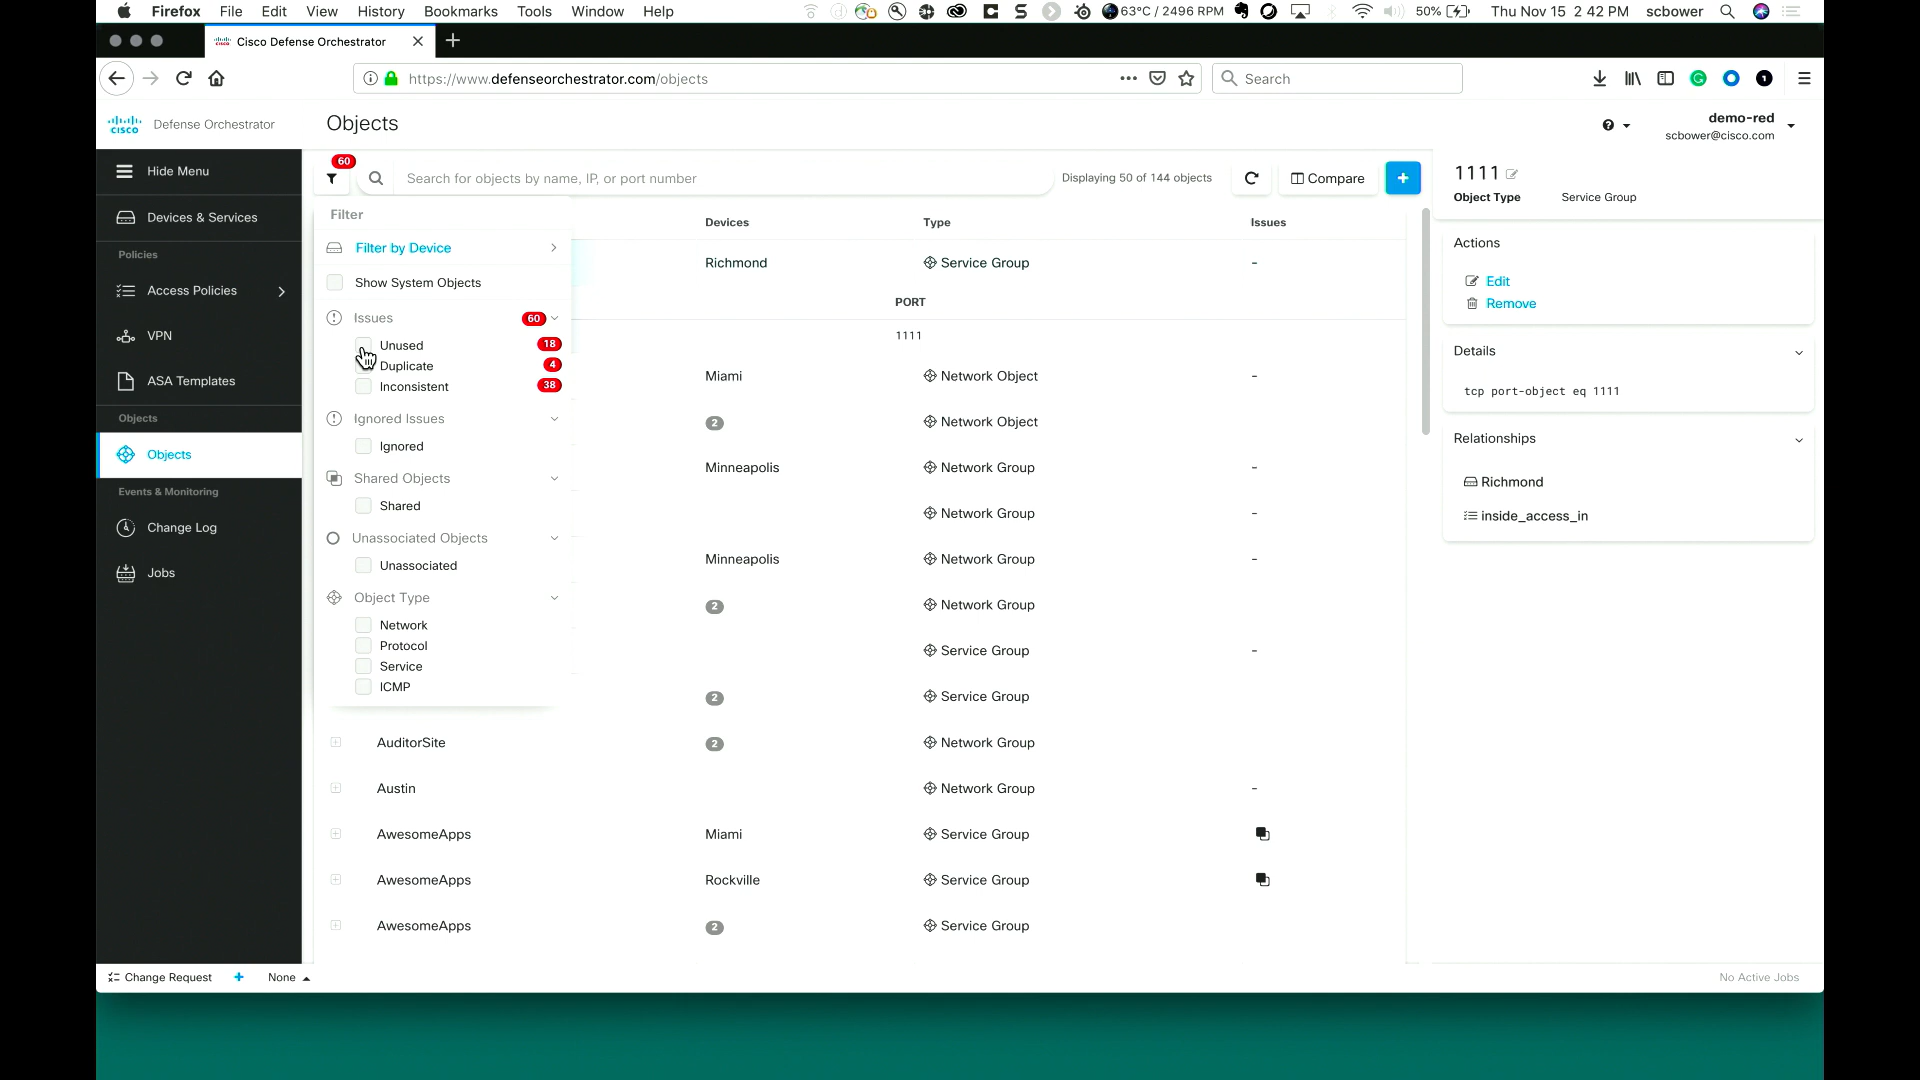 Firefox File Edit View History Bookmarks Tools Window Help 63°C / 2496 RPM 50% Thu Nov 15 2 42 PM scbower
Cisco Defense Orchestrator
https://www.defenseorchestrator.com/objects
Search
CISCO Defense Orchestrator
Objects
demo-red
scbower@cisco.com
Hide Menu
Devices & Services
Policies
Access Policies
VPN
ASA Templates
Objects
Objects
Events & Monitoring
Change Log
Jobs
60
Search for objects by name, IP, or port number
Displaying 50 of 144 objects
Compare
+
Filter
Filter by Device
Show System Objects
Issues 60
Unused 18
Duplicate 4
Inconsistent 38
Ignored Issues
Ignored
Shared Objects
Shared
Unassociated Objects
Unassociated
Object Type
Network
Protocol
Service
ICMP
Devices Type Issues
Richmond Service Group -
PORT
1111
Miami Network Object -
2 Network Object
Minneapolis Network Group -
Network Group -
Minneapolis Network Group -
2 Network Group
Service Group -
2 Service Group
AuditorSite 2 Network Group
Austin Network Group -
AwesomeApps Miami Service Group
AwesomeApps Rockville Service Group
AwesomeApps 2 Service Group
1111
Object Type Service Group
Actions
Edit
Remove
Details
tcp port-object eq 1111
Relationships
Richmond
inside_access_in
Change Request + None
No Active Jobs